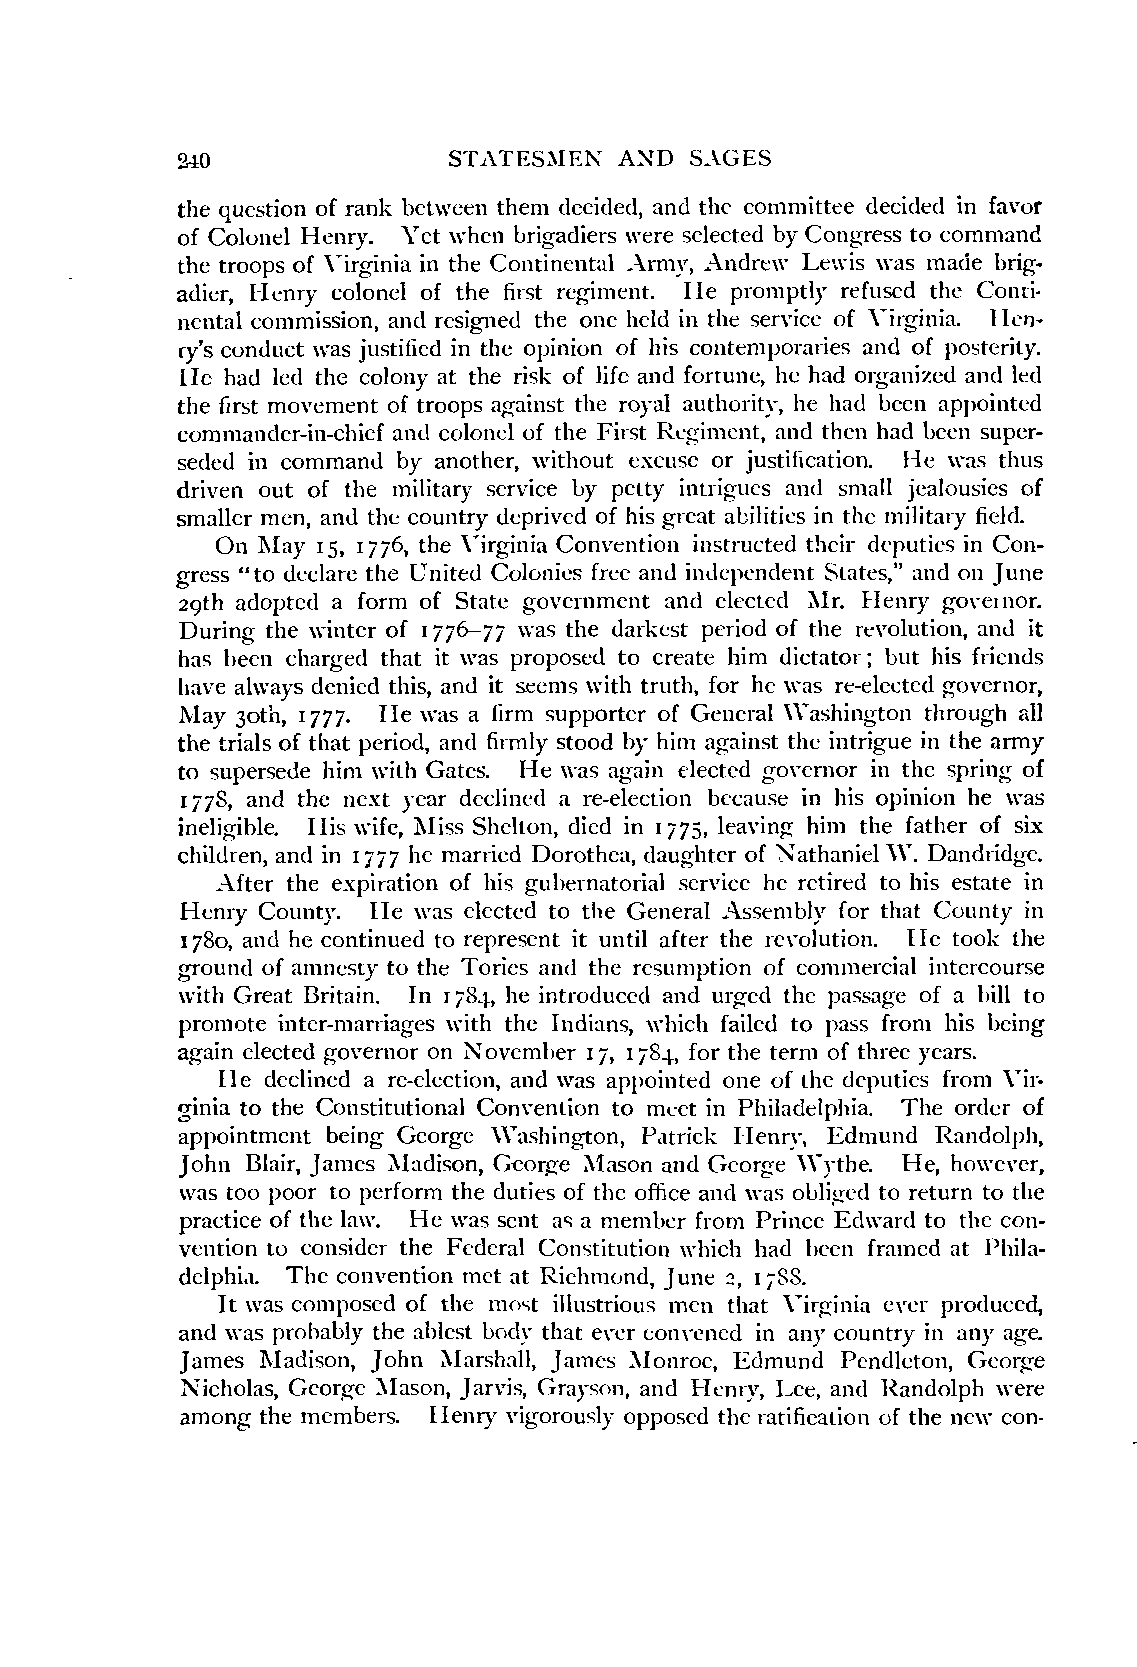 240 STATESMEN AND SAGES
the question of rank between them decided, and the committee decided in favor
of Colonel Henry. Yet when brigadiers were selected by Congress to command
the troops of Virginia in the Continental Army, Andrew Lewis was made brig-
adier, Henry colonel of the first regiment. He promptly refused the Conti-
nental commission, and resigned the one held in the service of Virginia. Hen-
ry's conduct was justified in the opinion of his contemporaries and of posterity.
He had led the colony at the risk of life and fortune, he had organized and led
the first movement of troops against the royal authority, he had been appointed
commander-in-chief and colonel of the First Regiment, and then had been super-
seded in command by another, without excuse or justification. He was thus
driven out of the military service by petty intrigues and small jealousies of
smaller men, and the country deprived of his great abilities in the military field.
On May 15, 1776, the Virginia Convention instructed their deputies in Con-
gress "to declare the United Colonies free and independent States," and on June
29th adopted a form of State government and elected Mr. Henry governor.
During the winter of 1776–77 was the darkest period of the revolution, and it
has been charged that it was proposed to create him dictator; but his friends
have always denied this, and it seems with truth, for he was re-elected governor,
May 30th, 1777. He was a firm supporter of General Washington through all
the trials of that period, and firmly stood by him against the intrigue in the army
to supersede him with Gates. He was again elected governor in the spring of
1778, and the next year declined a re-election because in his opinion he was
ineligible. His wife, Miss Shelton, died in 1775, leaving him the father of six
children, and in 1777 he married Dorothea, daughter of Nathaniel W. Dandridge.
After the expiration of his gubernatorial service he retired to his estate in
Henry County. He was elected to the General Assembly for that County in
1780, and he continued to represent it until after the revolution. He took the
ground of amnesty to the Tories and the resumption of commercial intercourse
with Great Britain. In 1784, he introduced and urged the passage of a bill to
promote inter-marriages with the Indians, which failed to pass from his being
again elected governor on November 17, 1784, for the term of three years.
He declined a re-election, and was appointed one of the deputies from Vir-
ginia to the Constitutional Convention to meet in Philadelphia. The order of
appointment being George Washington, Patrick Henry, Edmund Randolph,
John Blair, James Madison, George Mason and George Wythe. He, however,
was too poor to perform the duties of the office and was obliged to return to the
practice of the law. He was sent as a member from Prince Edward to the con-
vention to consider the Federal Constitution which had been framed at Phila-
delphia. The convention met at Richmond, June 2, 1788.
It was composed of the most illustrious men that Virginia ever produced,
and was probably the ablest body that ever convened in any country in any age.
James Madison, John Marshall, James Monroe, Edmund Pendleton, George
Nicholas, George Mason, Jarvis, Grayson, and Henry, Lee, and Randolph were
among the members. Henry vigorously opposed the ratification of the new con-